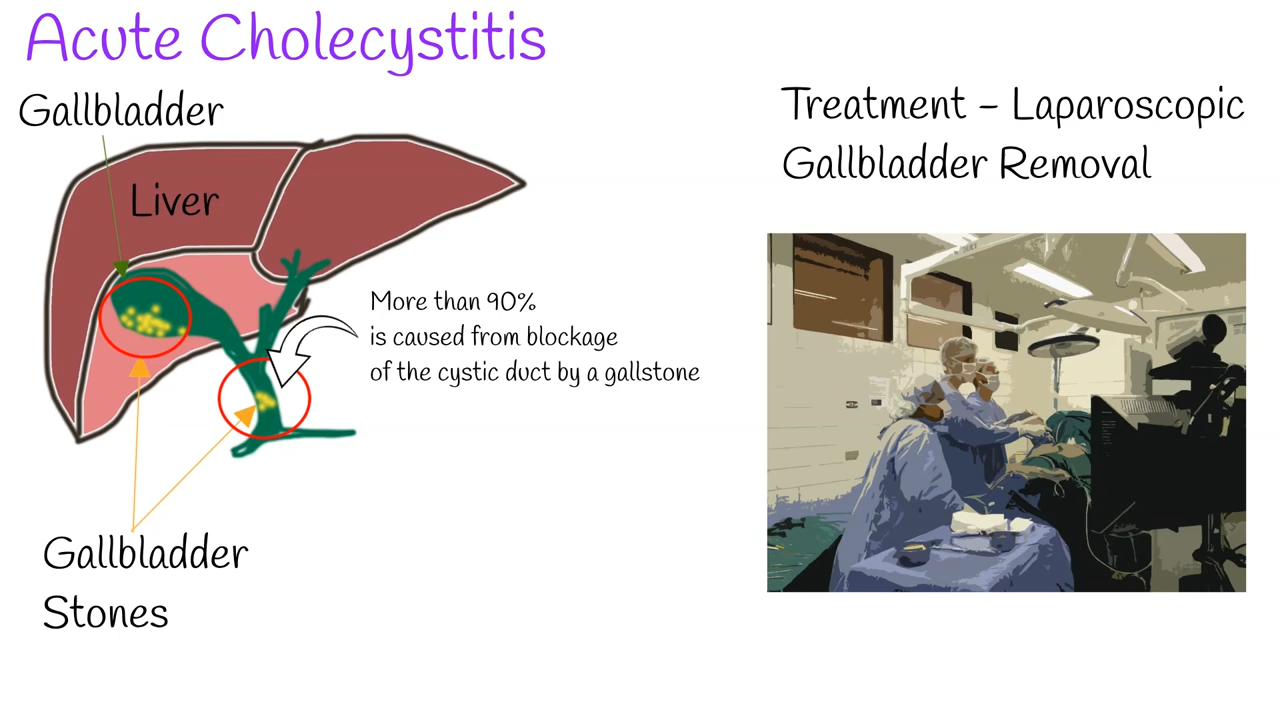 Acute Cholecystitis
Gallbladder
Liver
More than 90%
is caused from blockage
of the cystic duct by a gallstone
Gallbladder
Stones
Treatment - Laparoscopic
Gallbladder Removal